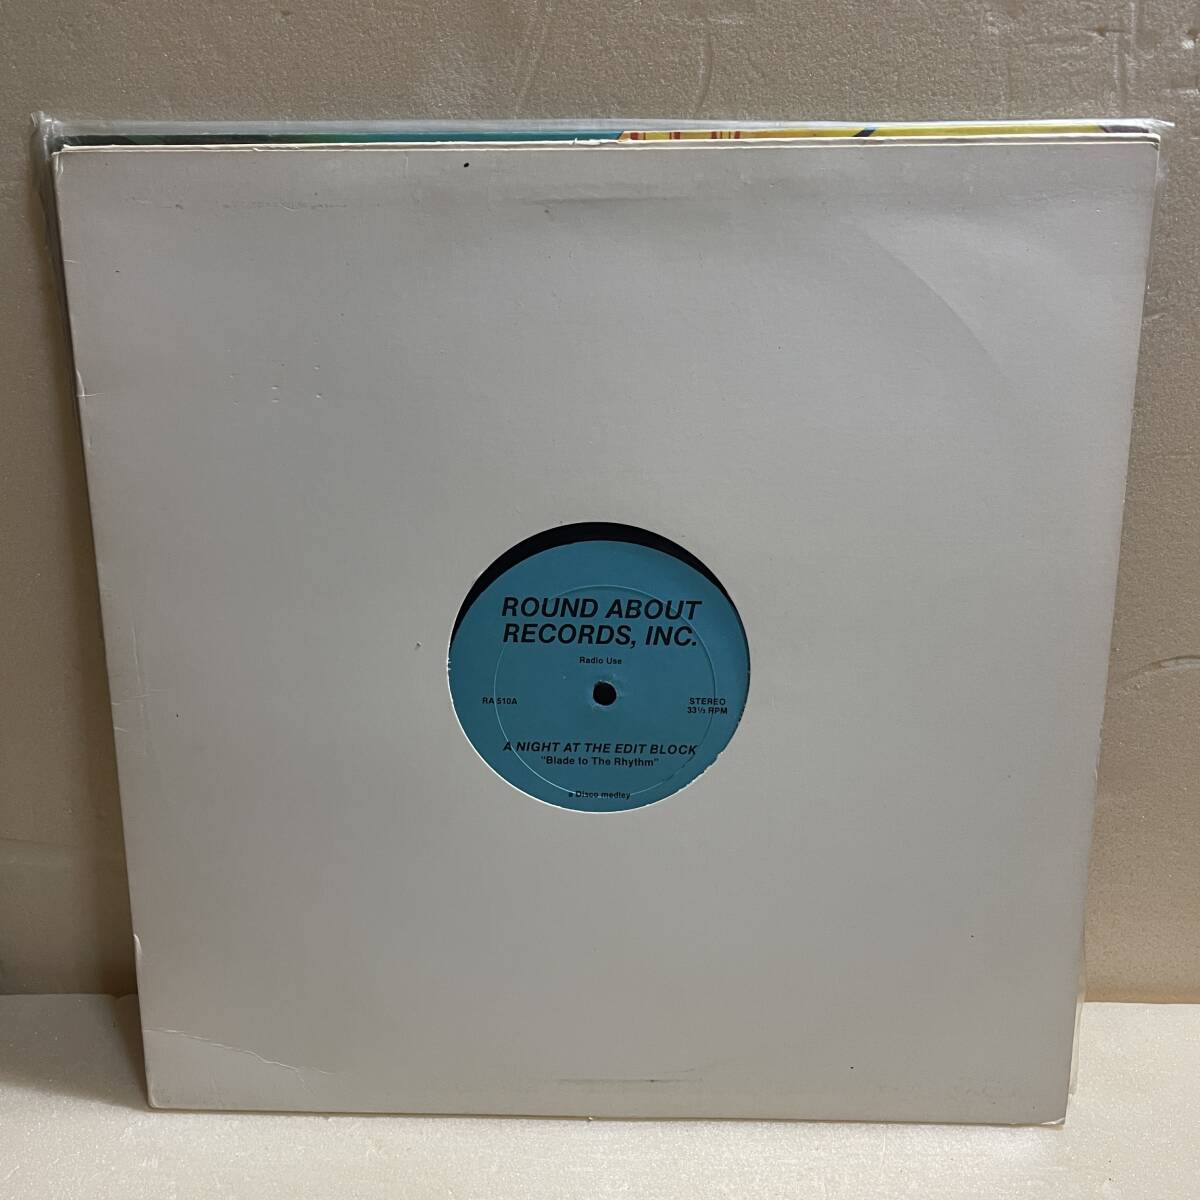 ROUND ABOUT
RECORDS, INC.
Radio Use
RA 510A
STEREO
33⅓ RPM
A NIGHT AT THE EDIT BLOCK
"Blade to The Rhythm"
a Disco medley